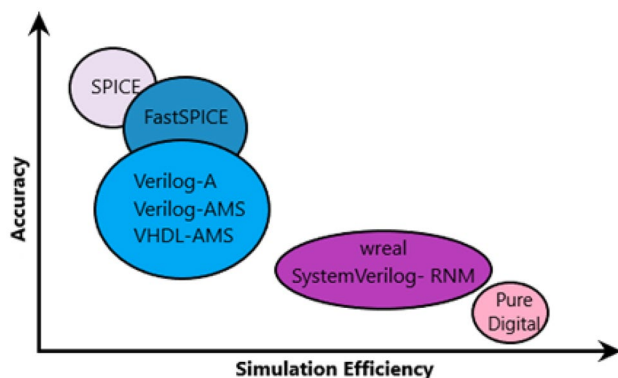 Accuracy
SPICE
FastSPICE
Verilog-A
Verilog-AMS
VHDL-AMS
wreal
SystemVerilog- RNM
Pure
Digital
Simulation Efficiency